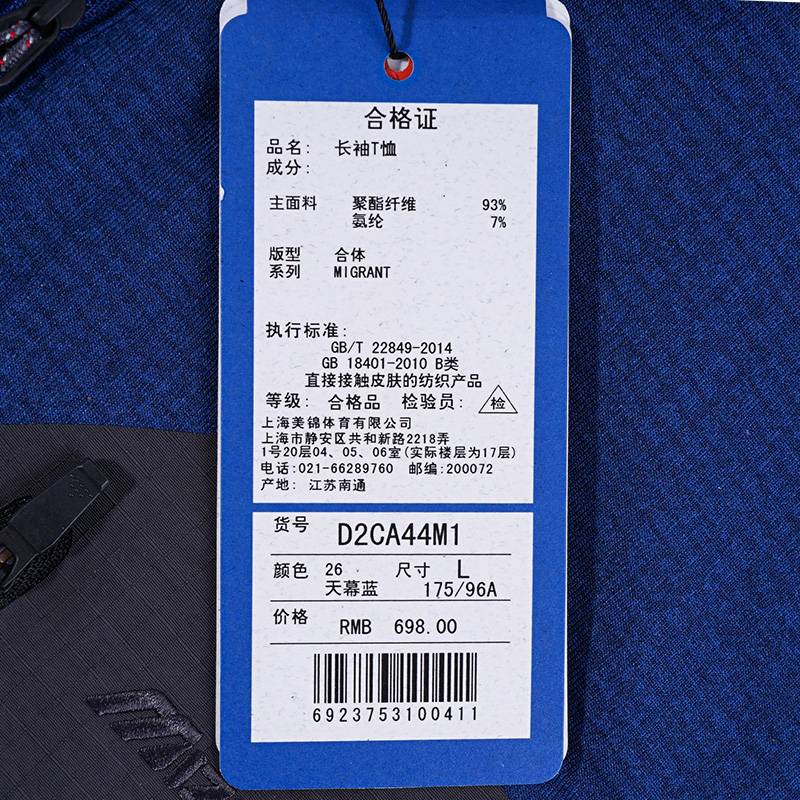 合格证
品名: 长袖T恤
成分:
主面料 聚酯纤维 93%
氨纶 7%
版型 合体
系列 MIGRANT
执行标准:
GB/T 22849-2014
GB 18401-2010 B类
直接接触皮肤的纺织产品
等级: 合格品 检验员: 检
上海美锦体育有限公司
上海市静安区共和新路2218弄
1号20层04、05、06室(实际楼层为17层)
电话:021-66289760 邮编:200072
产地: 江苏南通
货号 D2CA44M1
颜色 26 尺寸 L
天幕蓝 175/96A
价格 RMB 698.00
6923753100411